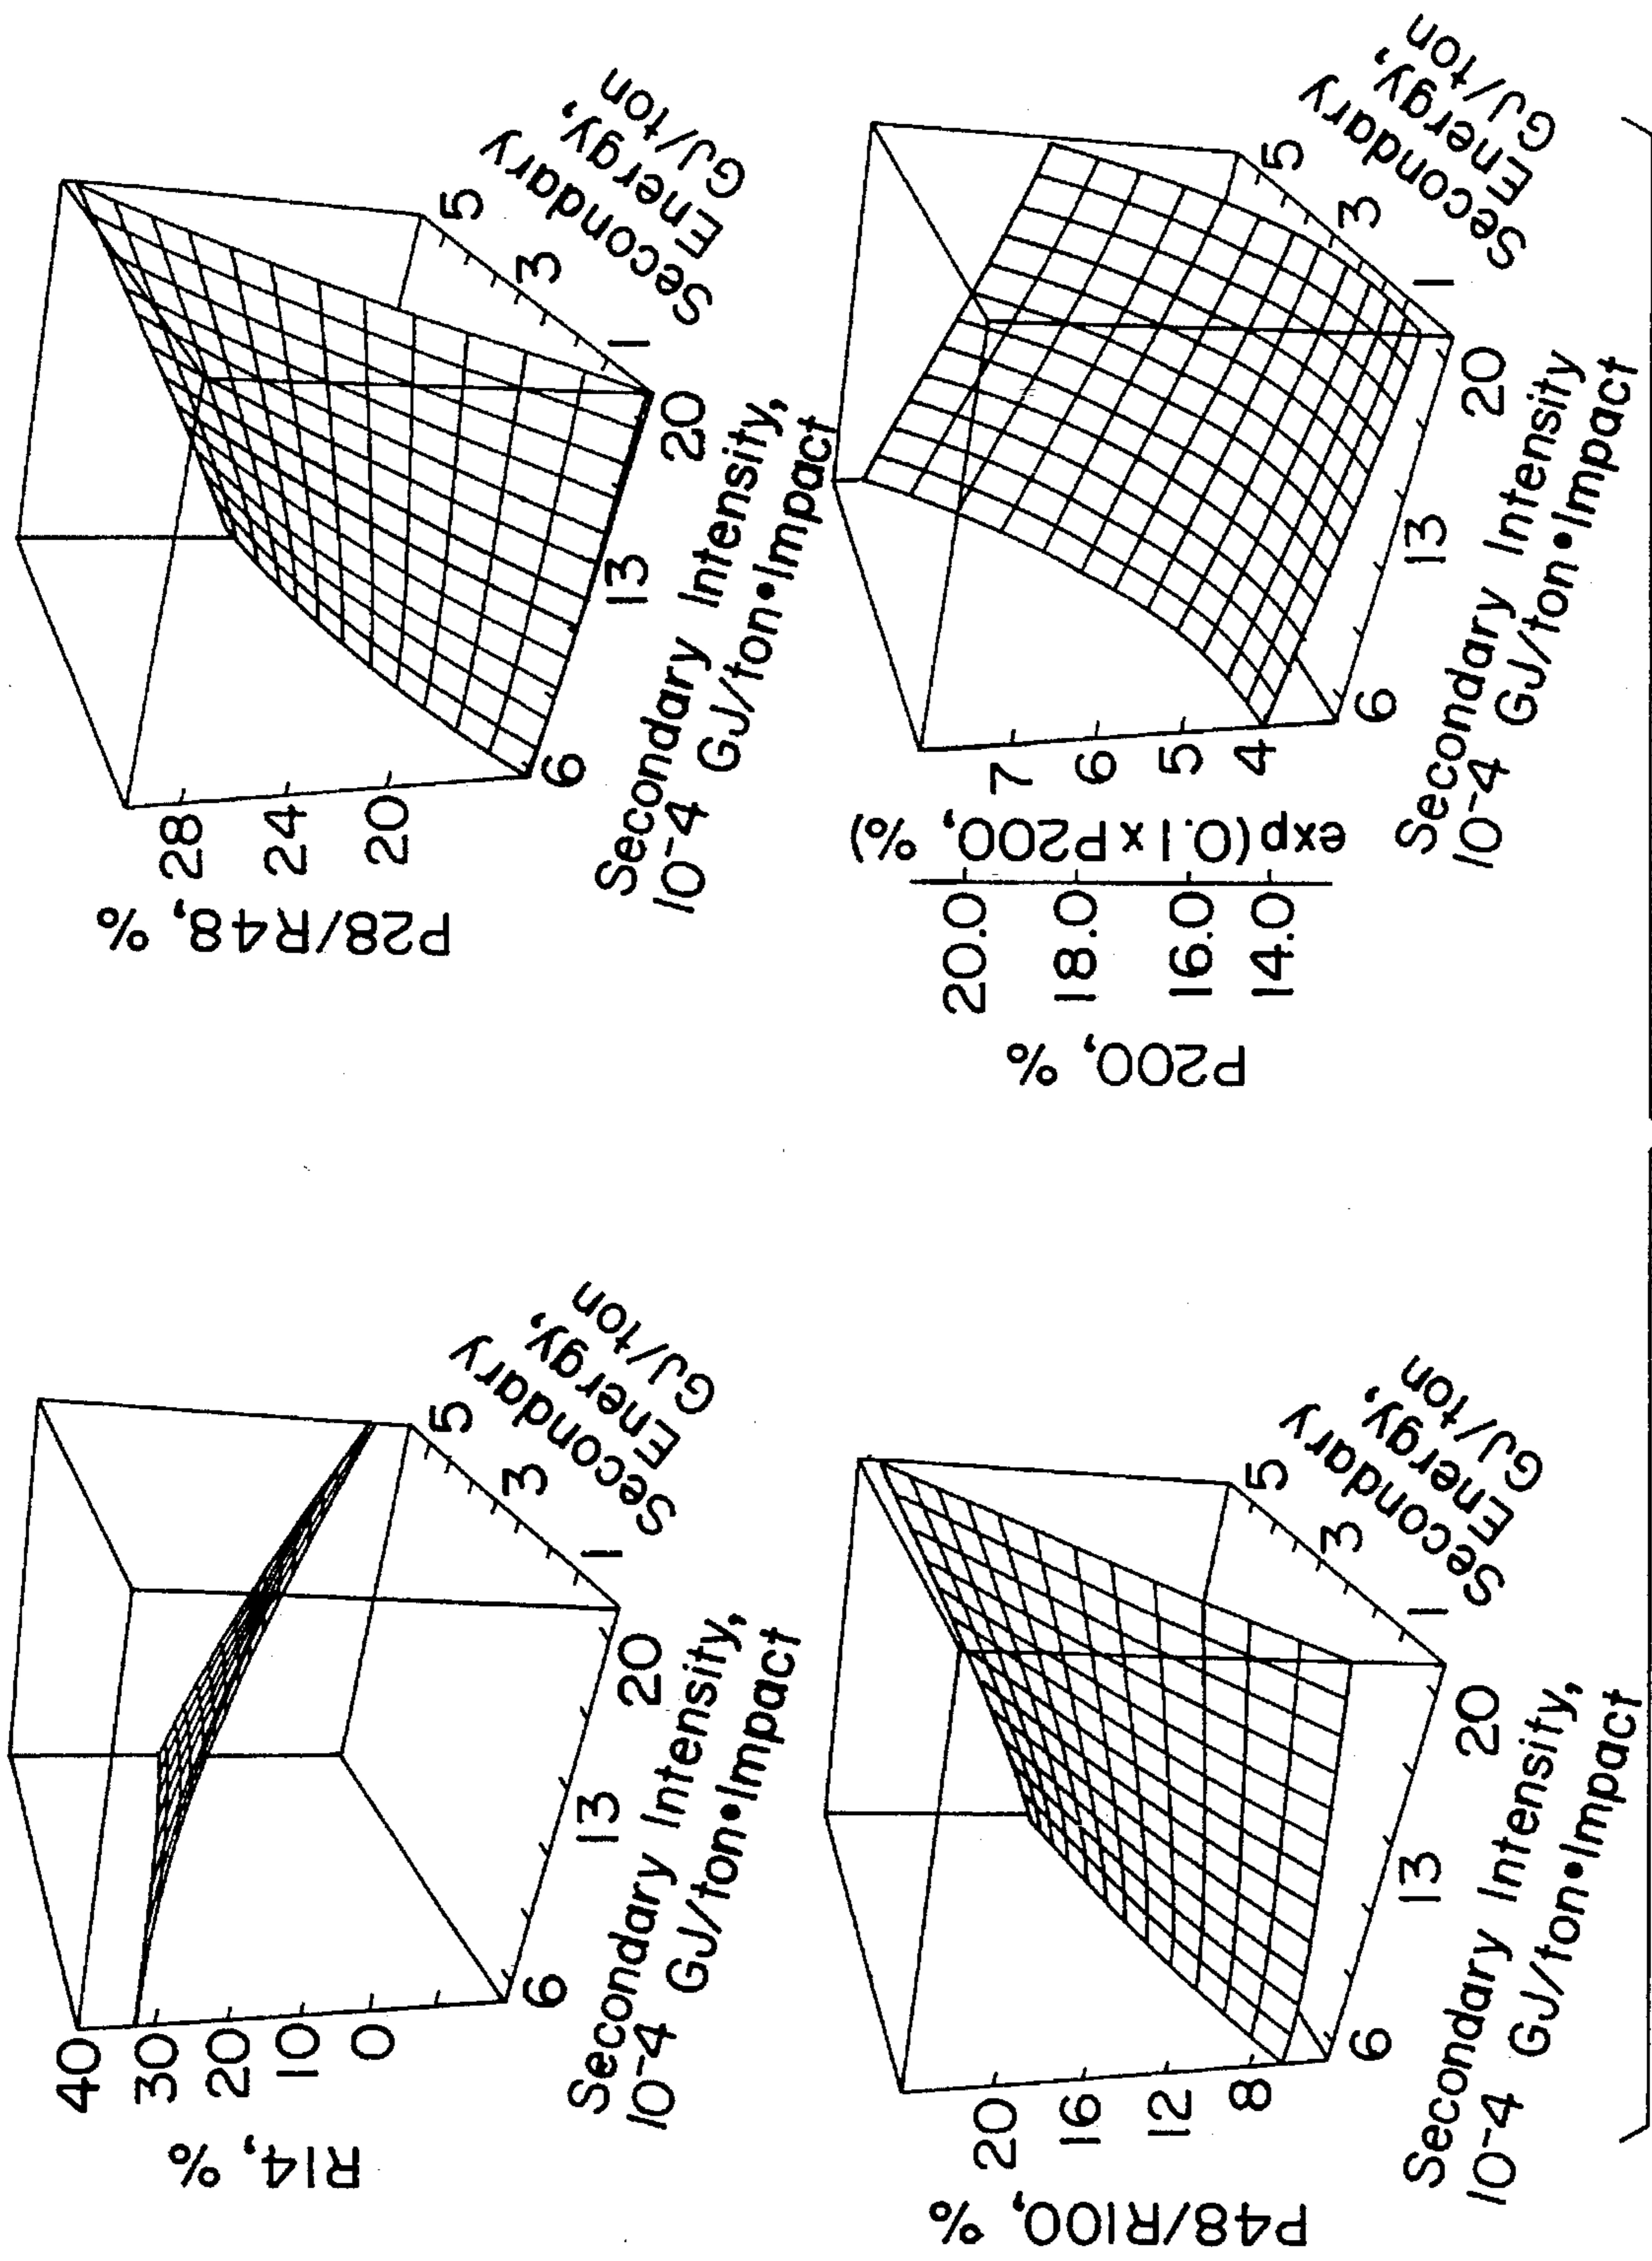 R14, %
40
30
20
10
0
6
13
20
1
3
5
Secondary Intensity,
10-4 GJ/ton•Impact
Secondary
Energy,
GJ/ton
P28/R48, %
28
24
20
6
13
20
1
3
5
Secondary Intensity,
10-4 GJ/ton•Impact
Secondary
Energy,
GJ/ton
P48/R100, %
20
16
12
8
6
13
20
1
3
5
Secondary Intensity,
10-4 GJ/ton•Impact
Secondary
Energy,
GJ/ton
P200, %
20.0
18.0
16.0
14.0
exp(0.1x P200, %)
7
6
5
4
6
13
20
1
3
5
Secondary Intensity
10-4 GJ/ton•Impact
Secondary
Energy,
GJ/ton